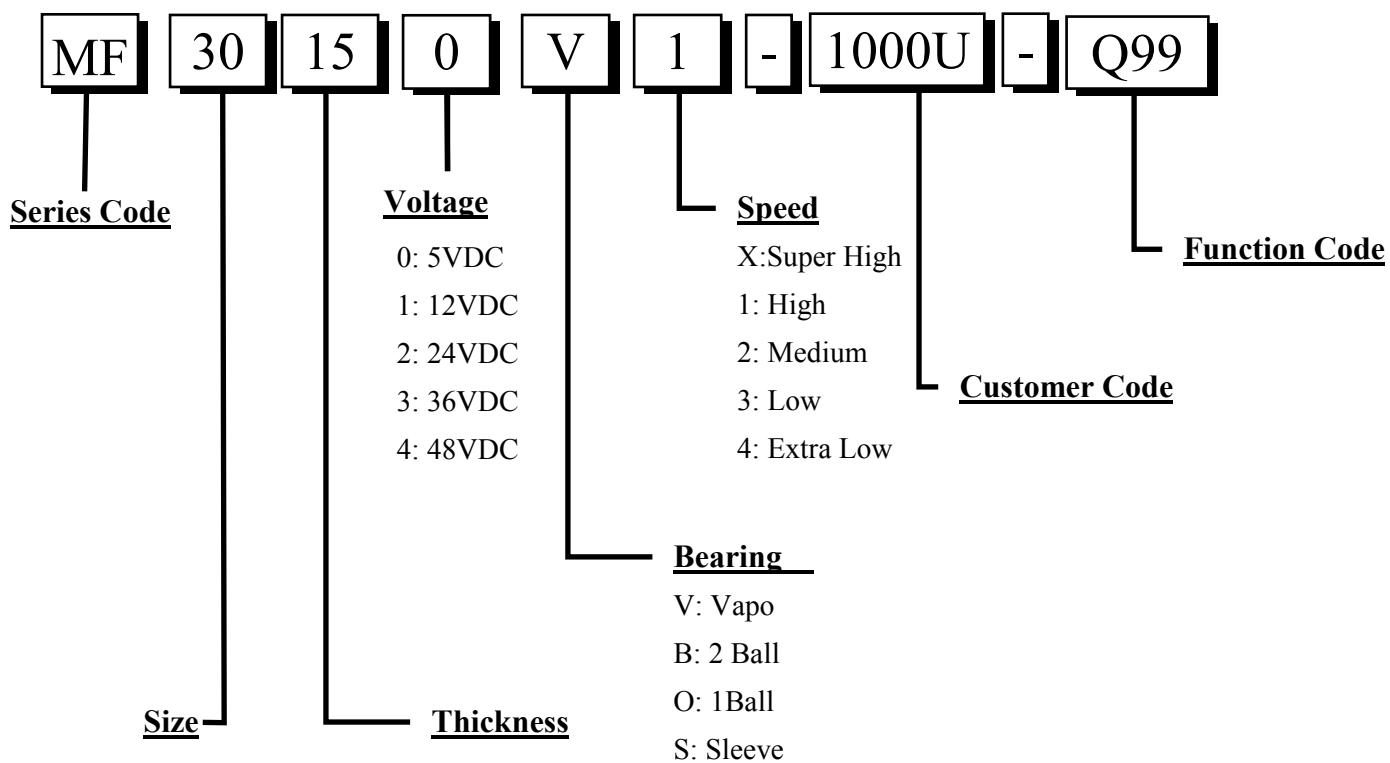 MF 30 15 0 V 1 - 1000U - Q99
Series Code
Voltage
0: 5VDC
1: 12VDC
2: 24VDC
3: 36VDC
4: 48VDC
Speed
X:Super High
1: High
2: Medium
3: Low
4: Extra Low
Function Code
Customer Code
Bearing
V: Vapo
B: 2 Ball
O: 1Ball
S: Sleeve
Size
Thickness